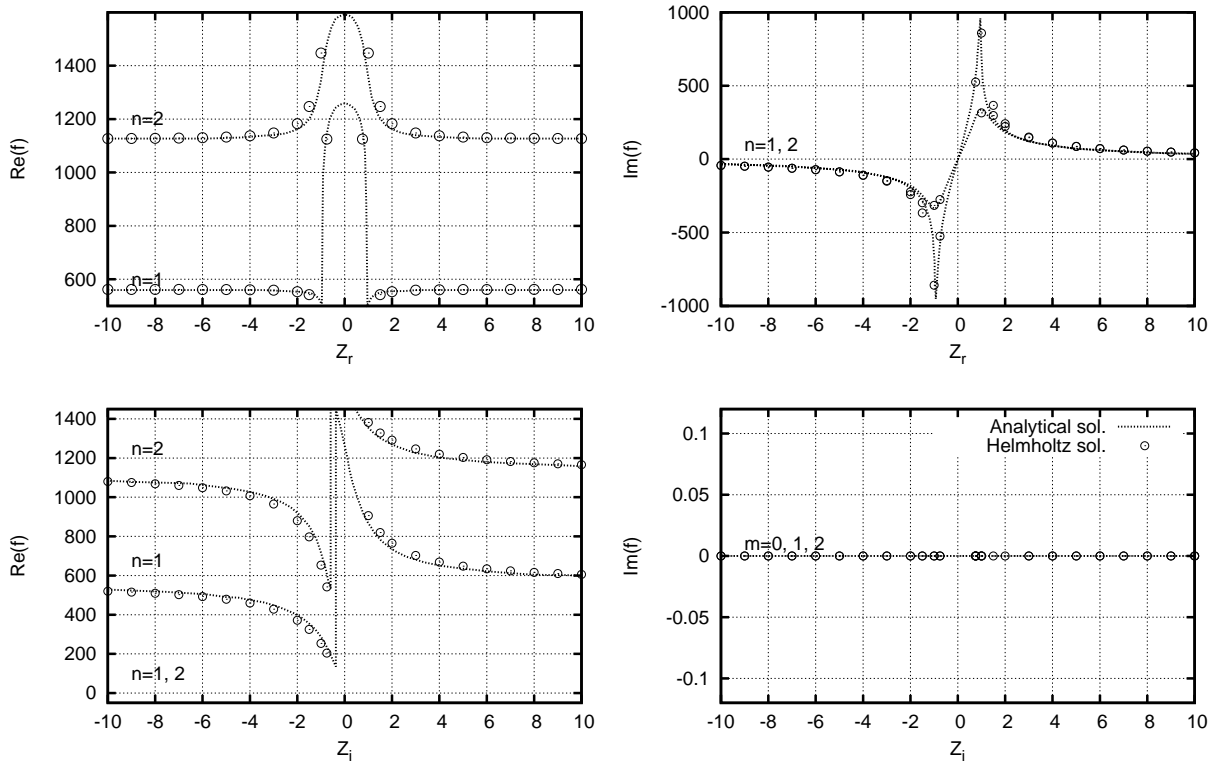 1400
1200
1000
800
600
-10 -8 -6 -4 -2 0 2 4 6 8 10
Re(f)
Z_r
n=2
n=1
1000
500
0
-500
-1000
-10 -8 -6 -4 -2 0 2 4 6 8 10
Im(f)
Z_r
n=1, 2
1400
1200
1000
800
600
400
200
0
-10 -8 -6 -4 -2 0 2 4 6 8 10
Re(f)
Z_i
n=2
n=1
n=1, 2
0.1
0.05
0
-0.05
-0.1
-10 -8 -6 -4 -2 0 2 4 6 8 10
Im(f)
Z_i
Analytical sol.
Helmholtz sol.
m=0, 1, 2